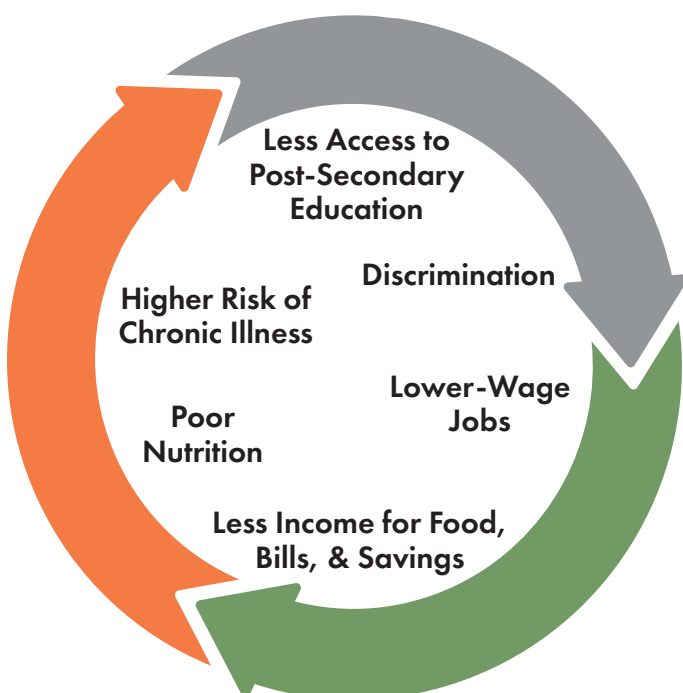 Less Access to
Post-Secondary
Education
Discrimination
Lower-Wage
Jobs
Less Income for Food,
Bills, & Savings
Poor
Nutrition
Higher Risk of
Chronic Illness